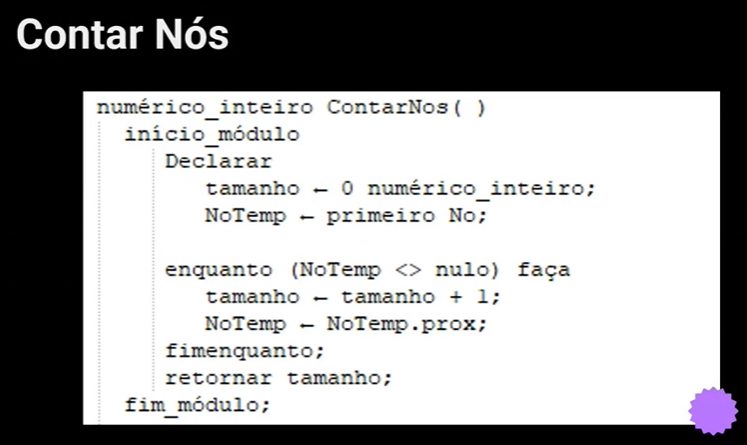 Contar Nós
numérico_inteiro ContarNos( )
início_módulo
Declarar
tamanho ← 0 numérico_inteiro;
NoTemp ← primeiro No;
enquanto (NoTemp <> nulo) faça
tamanho ← tamanho + 1;
NoTemp ← NoTemp.prox;
fimenquanto;
retornar tamanho;
fim_módulo;